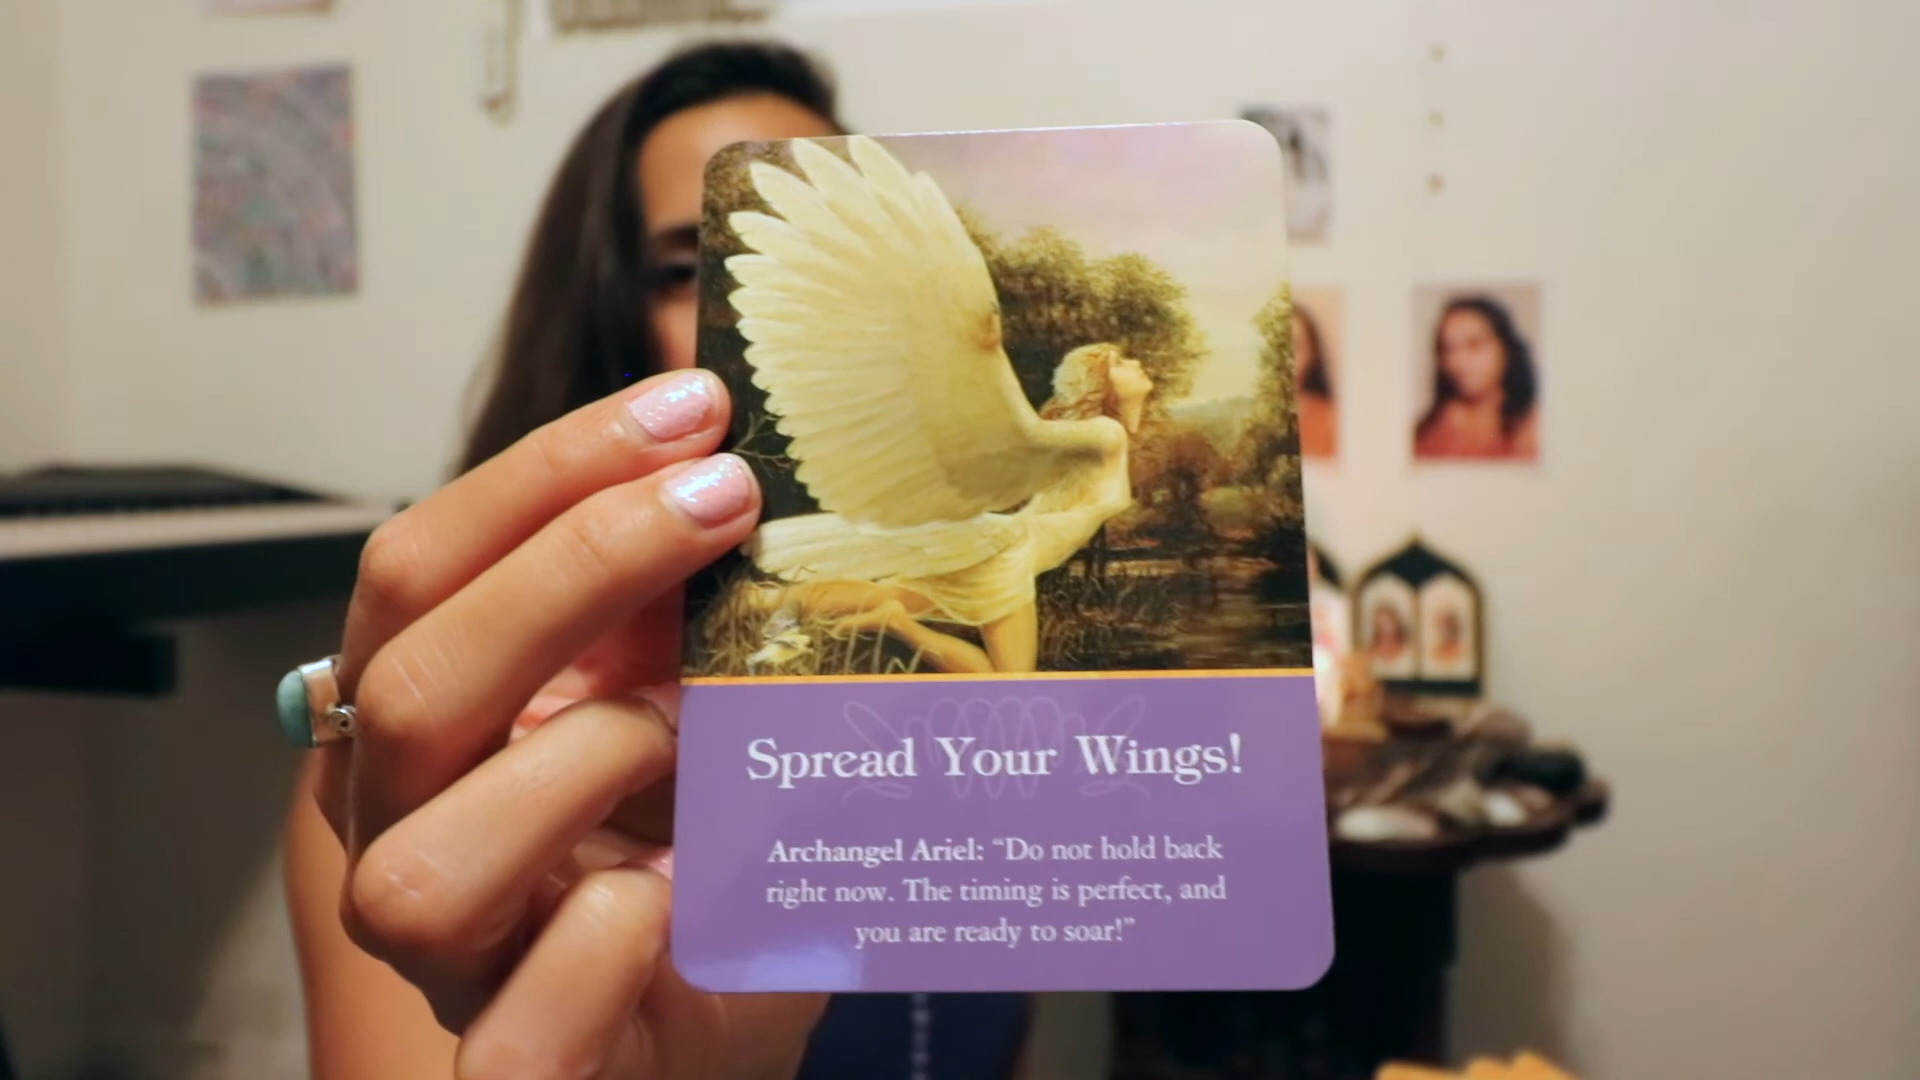 Spread Your Wings!
Archangel Ariel: “Do not hold back
right now. The timing is perfect, and
you are ready to soar!”